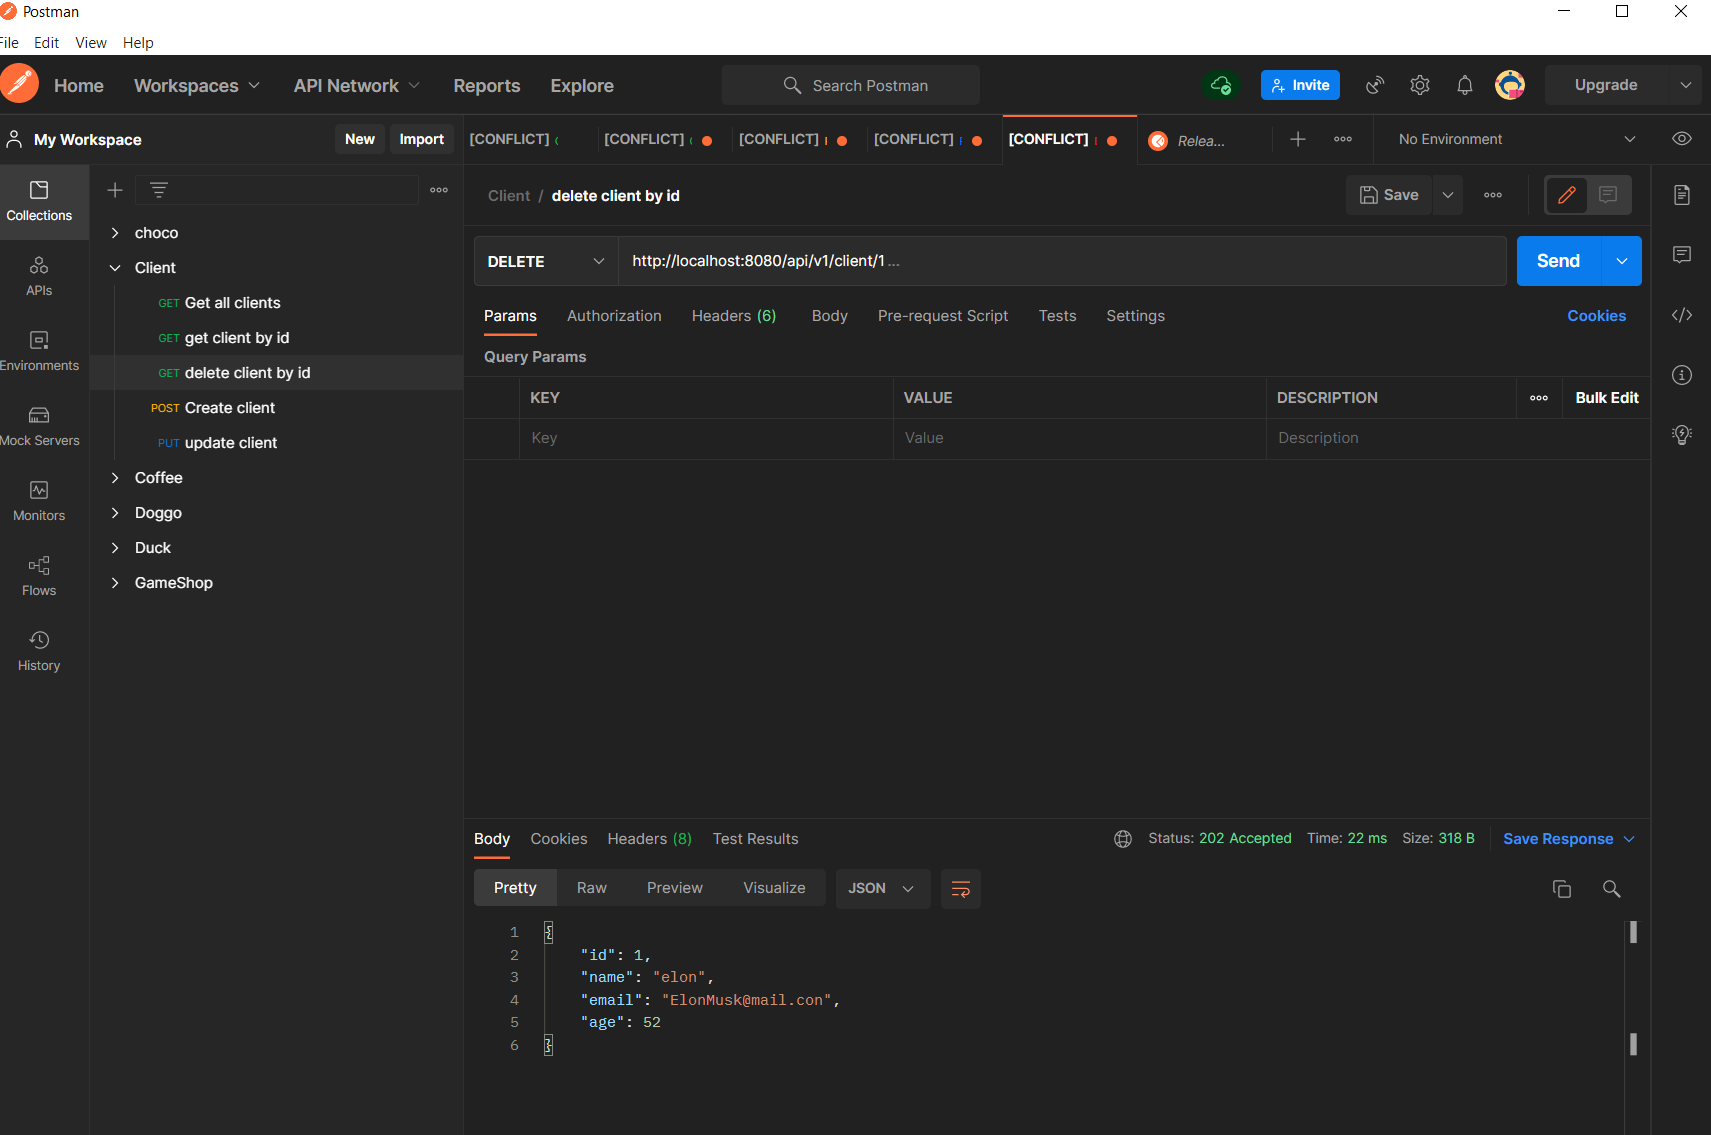 Postman
File Edit View Help
Home Workspaces API Network Reports Explore
Search Postman
Invite
Upgrade
My Workspace
New Import
[CONFLICT] [CONFLICT] [CONFLICT] [CONFLICT] [CONFLICT] Relea...
No Environment
Collections
APIs
Environments
Mock Servers
Monitors
Flows
History
choco
Client
GET Get all clients
GET get client by id
GET delete client by id
POST Create client
PUT update client
Coffee
Doggo
Duck
GameShop
Client / delete client by id
Save
DELETE http://localhost:8080/api/v1/client/1 ...
Send
Params Authorization Headers (6) Body Pre-request Script Tests Settings
Cookies
Query Params
KEY VALUE DESCRIPTION Bulk Edit
Key Value Description
Body Cookies Headers (8) Test Results
Status: 202 Accepted Time: 22 ms Size: 318 B Save Response
Pretty Raw Preview Visualize JSON
1 {
2 "id": 1,
3 "name": "elon",
4 "email": "ElonMusk@mail.con",
5 "age": 52
6 }